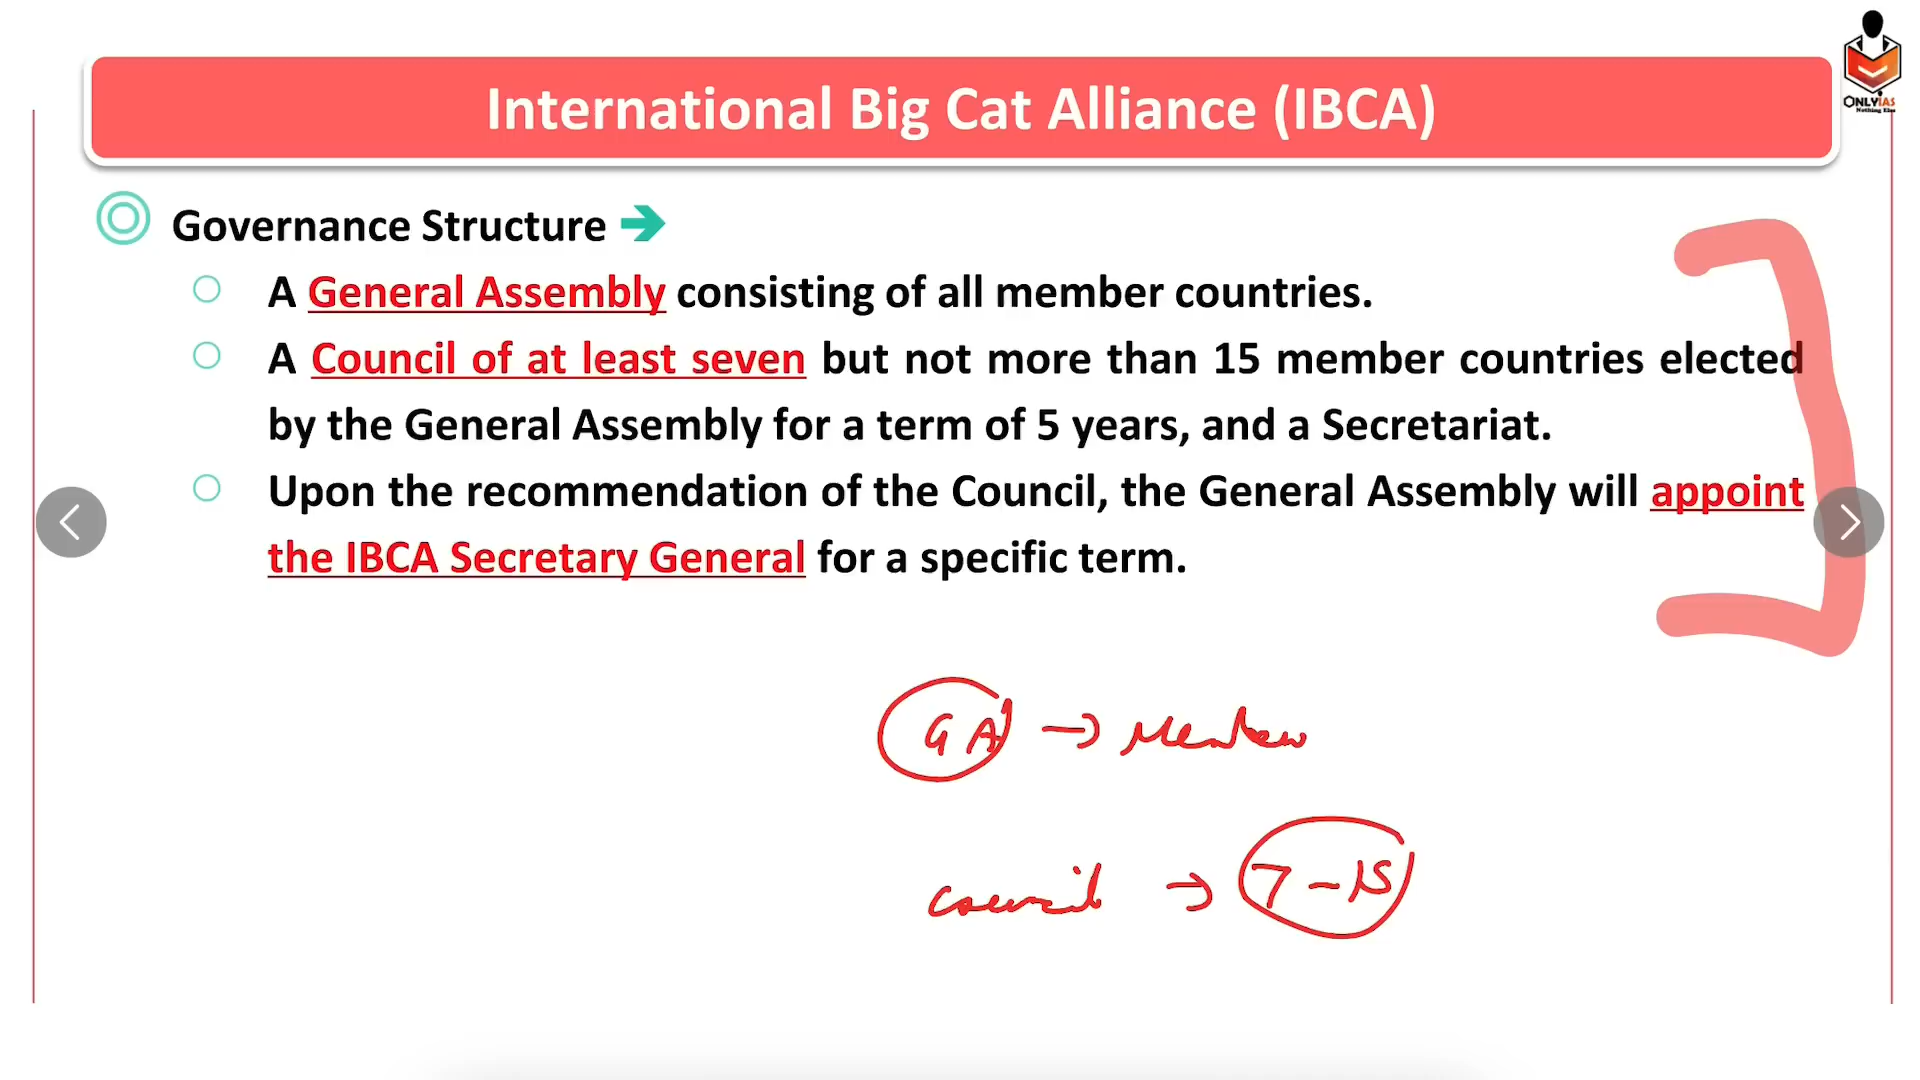 ONLYIAS
Nothing Else
International Big Cat Alliance (IBCA)
Governance Structure
A General Assembly consisting of all member countries.
A Council of at least seven but not more than 15 member countries elected
by the General Assembly for a term of 5 years, and a Secretariat.
Upon the recommendation of the Council, the General Assembly will appoint
the IBCA Secretary General for a specific term.
GA → Member
Council → 7-15